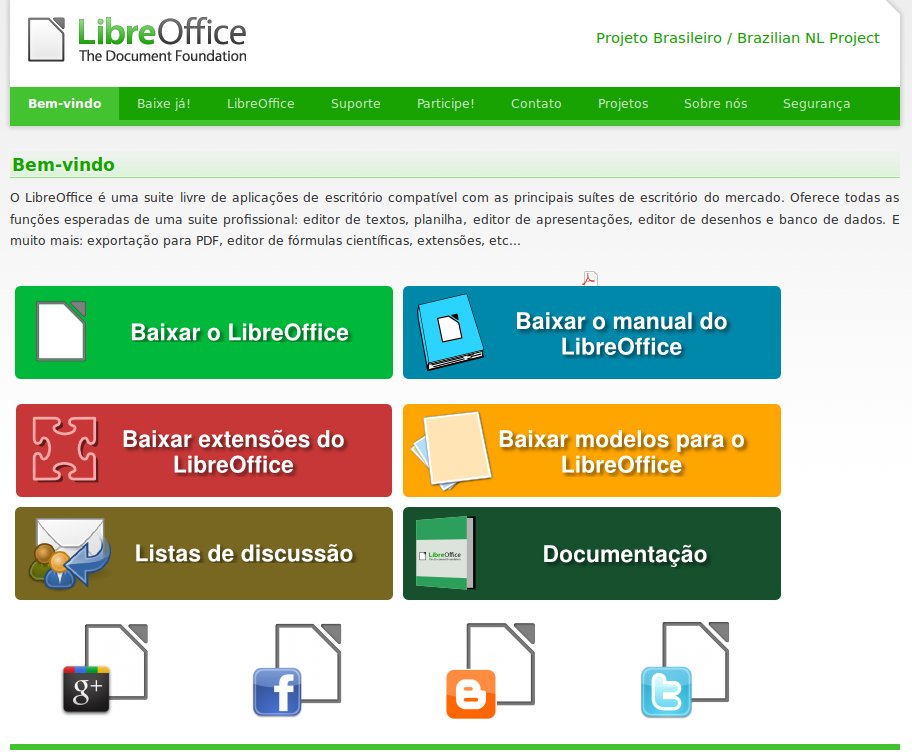 LibreOffice
The Document Foundation
Projeto Brasileiro / Brazilian NL Project
Bem-vindo Baixe já! LibreOffice Suporte Participe! Contato Projetos Sobre nós Segurança
Bem-vindo
O LibreOffice é uma suite livre de aplicações de escritório compatível com as principais suítes de escritório do mercado. Oferece todas as
funções esperadas de uma suite profissional: editor de textos, planilha, editor de apresentações, editor de desenhos e banco de dados. E
muito mais: exportação para PDF, editor de fórmulas científicas, extensões, etc...
Baixar o LibreOffice
Baixar o manual do
LibreOffice
Baixar extensões do
LibreOffice
Baixar modelos para o
LibreOffice
Listas de discussão
LibreOffice
Documentação
g+